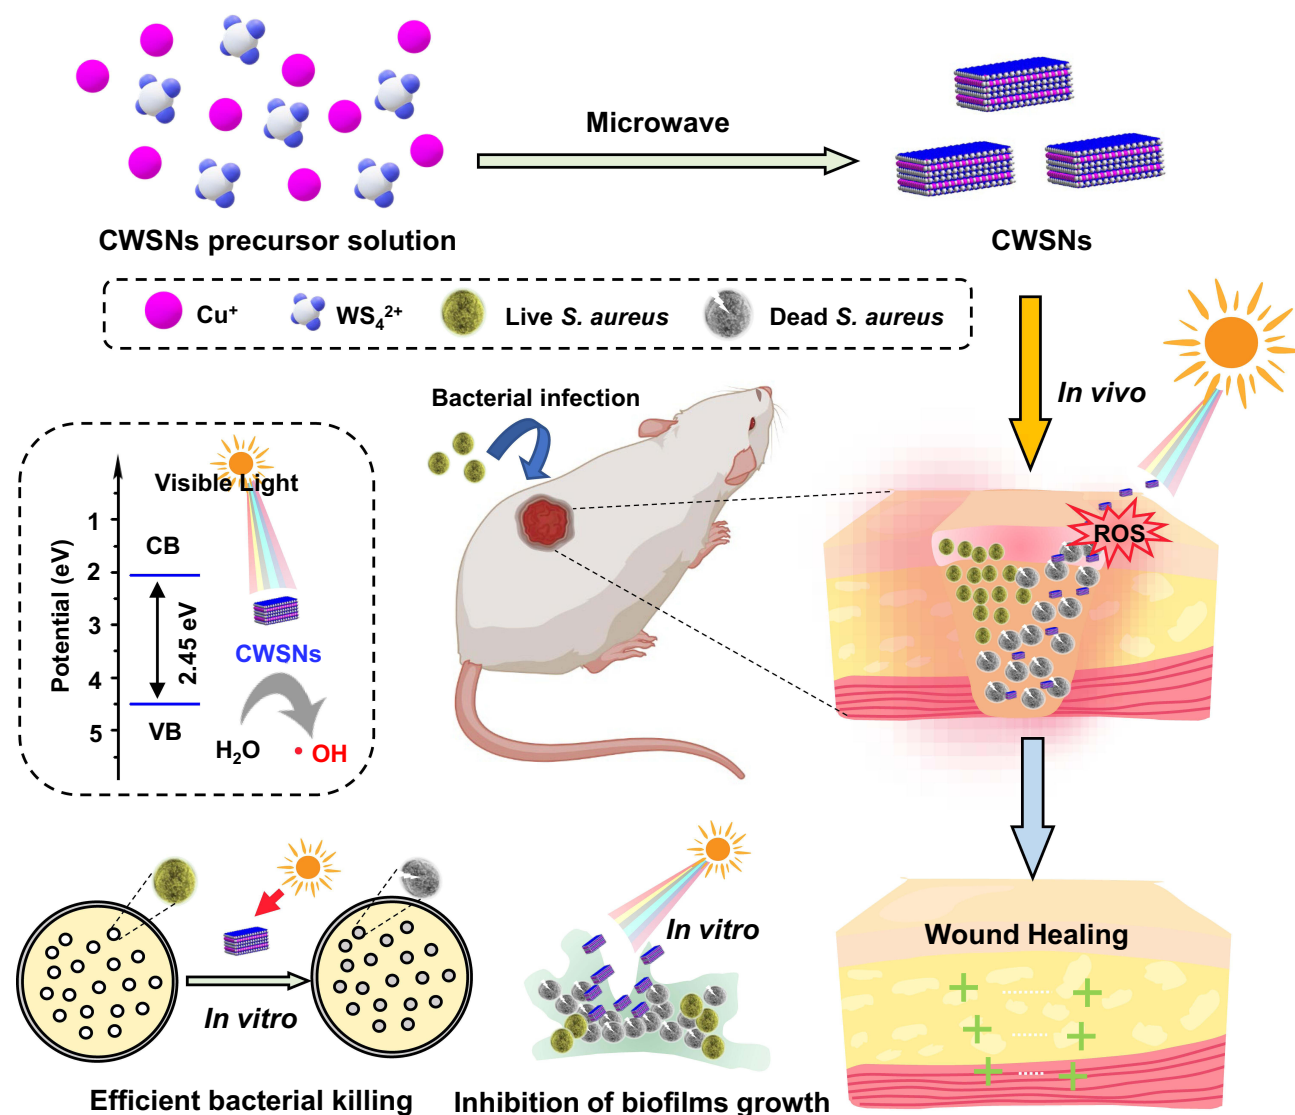 Microwave
CWSNs precursor solution
CWSNs
Cu⁺
WS₄²⁺
Live S. aureus
Dead S. aureus
In vivo
Bacterial infection
Visible Light
Potential (eV)
1
2
3
4
5
CB
2.45 eV
VB
CWSNs
H₂O
• OH
ROS
In vitro
Efficient bacterial killing
In vitro
Inhibition of biofilms growth
Wound Healing